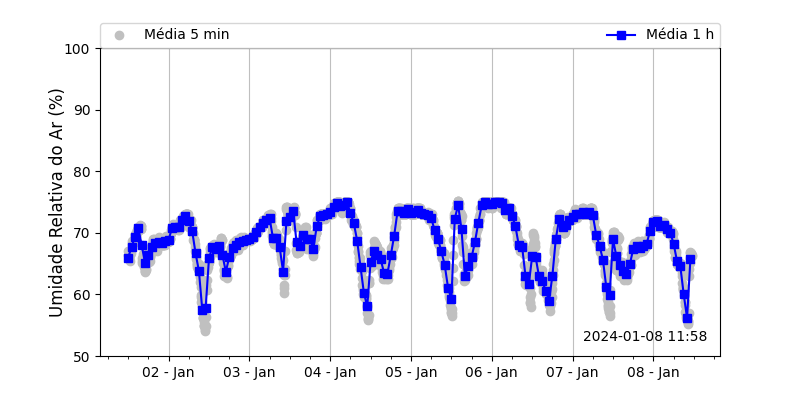 Média 5 min
Média 1 h
Umidade Relativa do Ar (%)
100
90
80
70
60
50
2024-01-08 11:58
02 - Jan
03 - Jan
04 - Jan
05 - Jan
06 - Jan
07 - Jan
08 - Jan